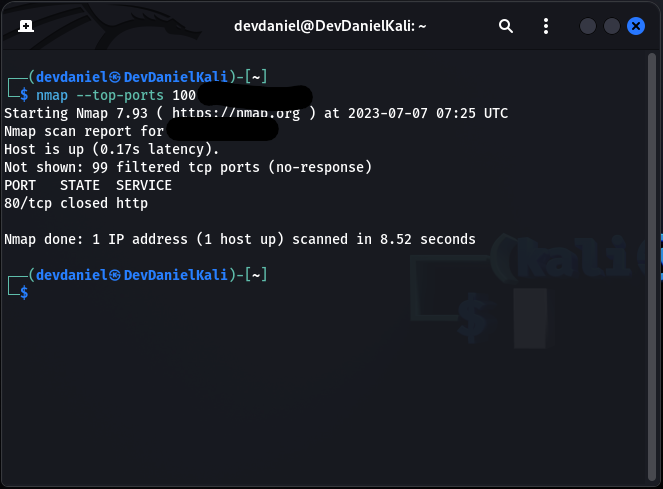 devdaniel@DevDanielKali: ~
┌──(devdaniel㉿DevDanielKali)-[~]
└─$ nmap --top-ports 100
Starting Nmap 7.93 ( https://nmap.org ) at 2023-07-07 07:25 UTC
Nmap scan report for
Host is up (0.17s latency).
Not shown: 99 filtered tcp ports (no-response)
PORT   STATE  SERVICE
80/tcp closed http
Nmap done: 1 IP address (1 host up) scanned in 8.52 seconds
┌──(devdaniel㉿DevDanielKali)-[~]
└─$
(kali
$